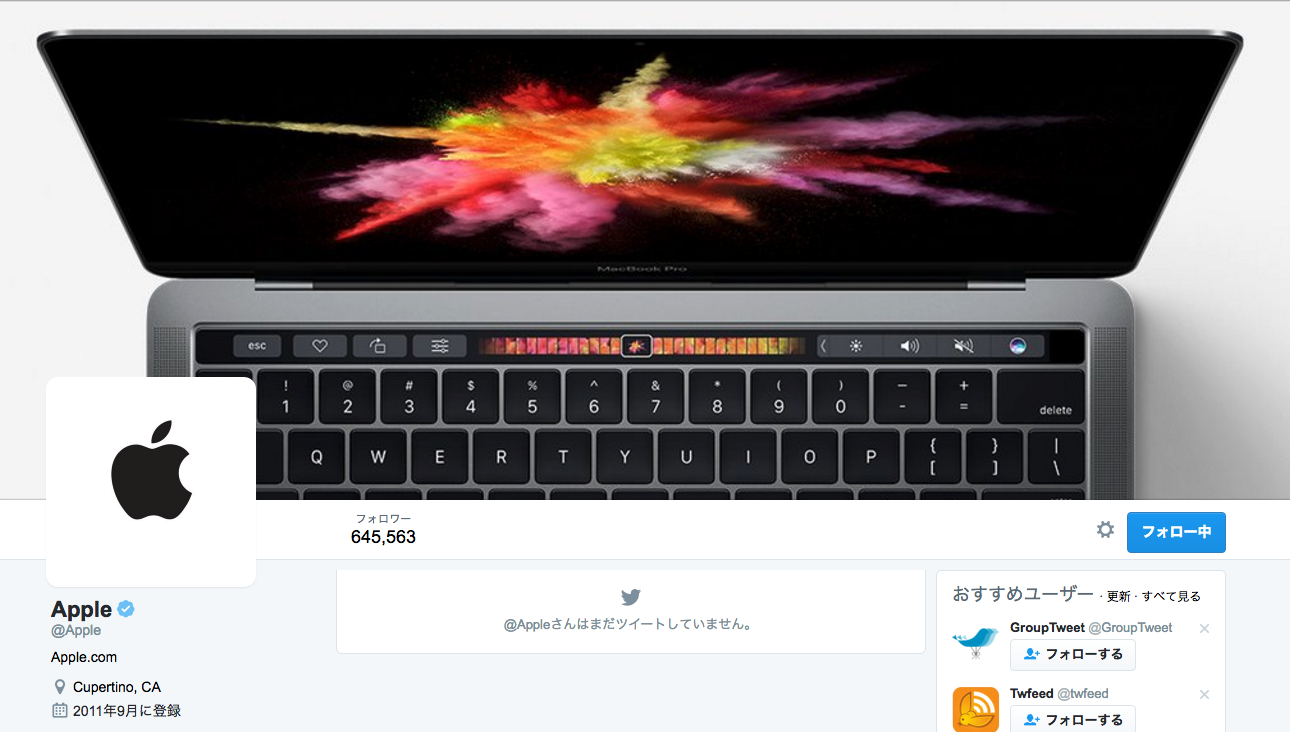 MacBook Pro
esc
! @ # $ % ^ & * ( ) — +
1 2 3 4 5 6 7 8 9 0 - = delete
{ } |
Q W E R T Y U I O P [ ] \
フォロワー
645,563
フォロー中
Apple
@Apple
Apple.com
Cupertino, CA
2011年9月に登録
@Appleさんはまだツイートしていません。
おすすめユーザー · 更新 · すべて見る
GroupTweet @GroupTweet
フォローする
Twfeed @twfeed
フォローする